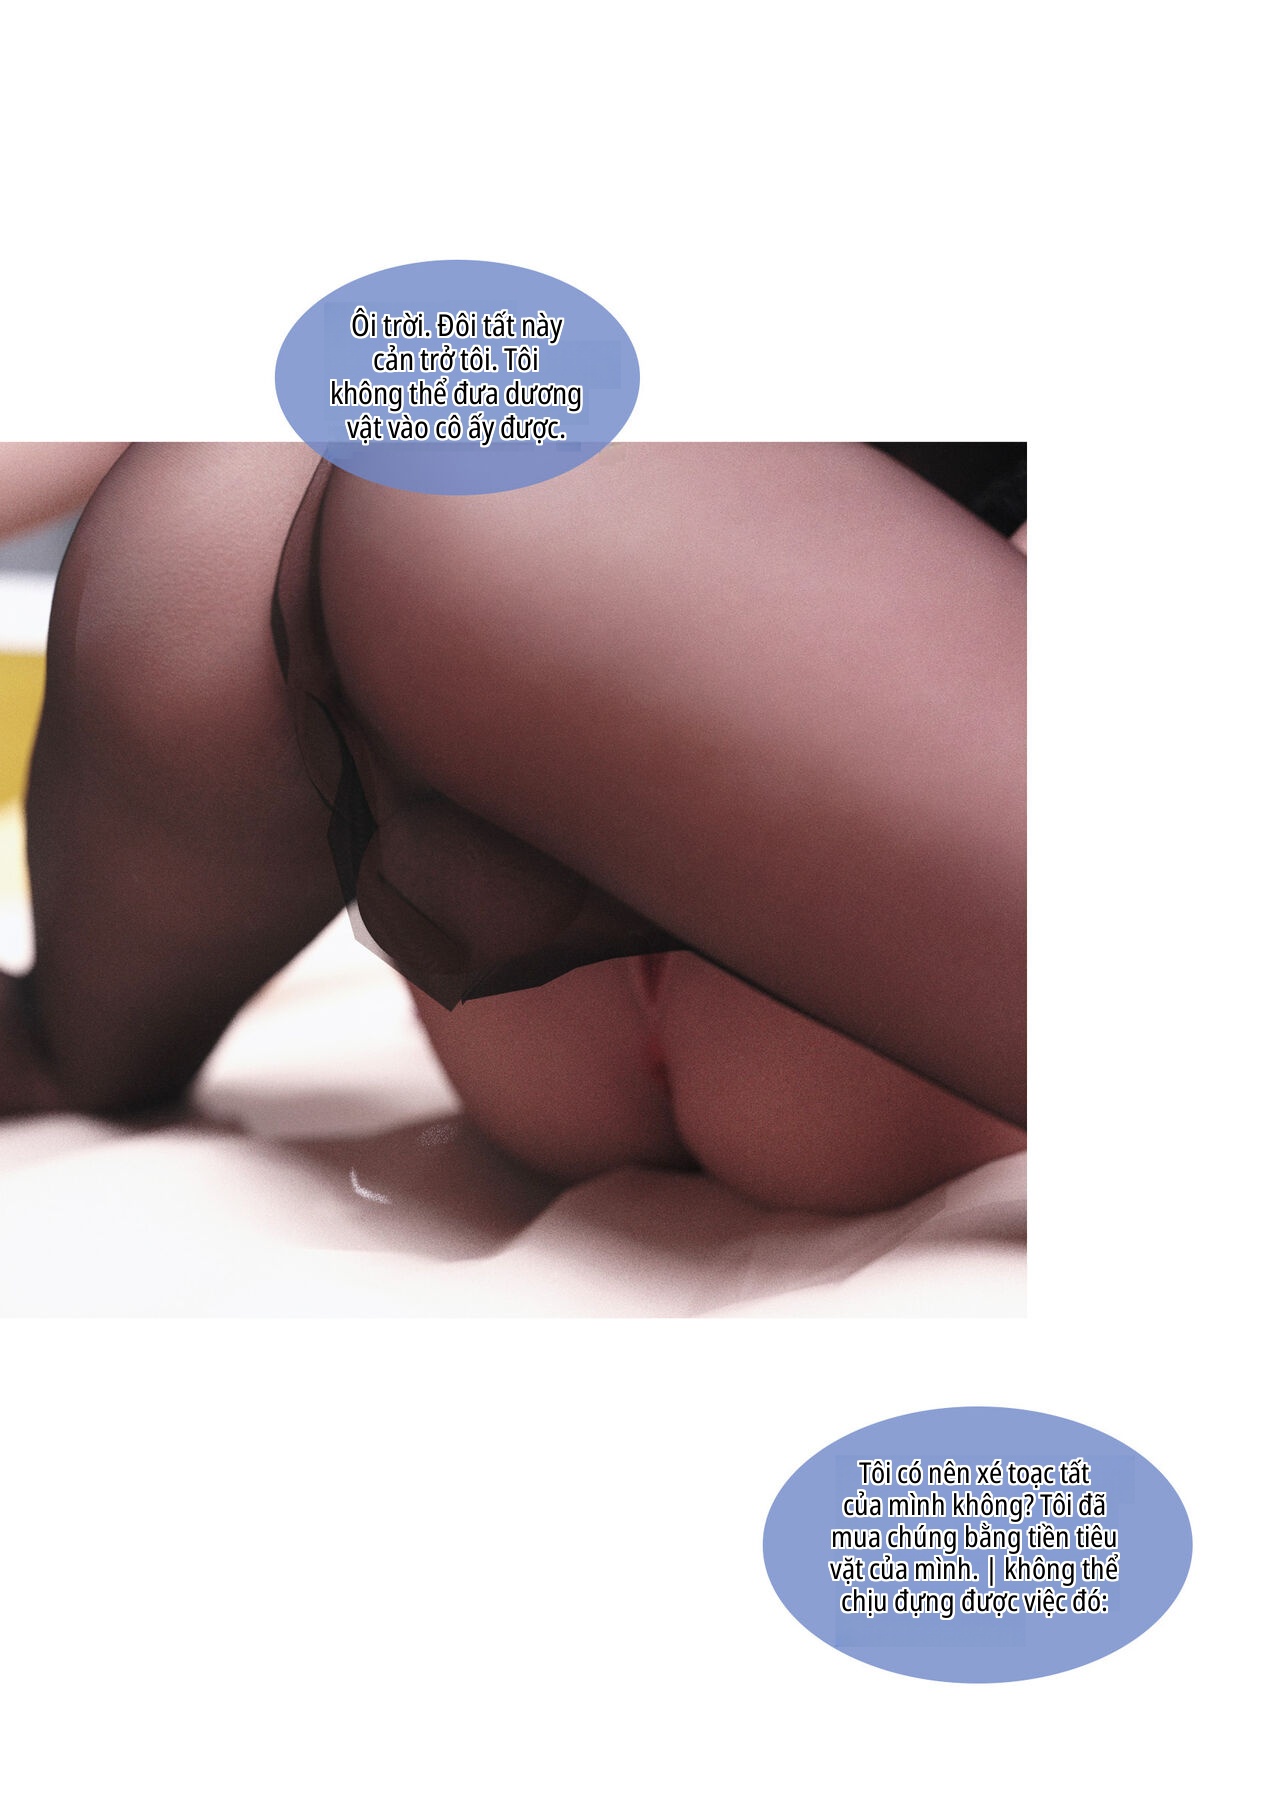 Ôi trời. Đôi tất này
cản trở tôi. Tôi
không thể đưa dương
vật vào cô ấy được.
Tôi có nên xé toạc tất
của mình không? Tôi đã
mua chúng bằng tiền tiêu
vặt của mình. | không thể
chịu đựng được việc đó: